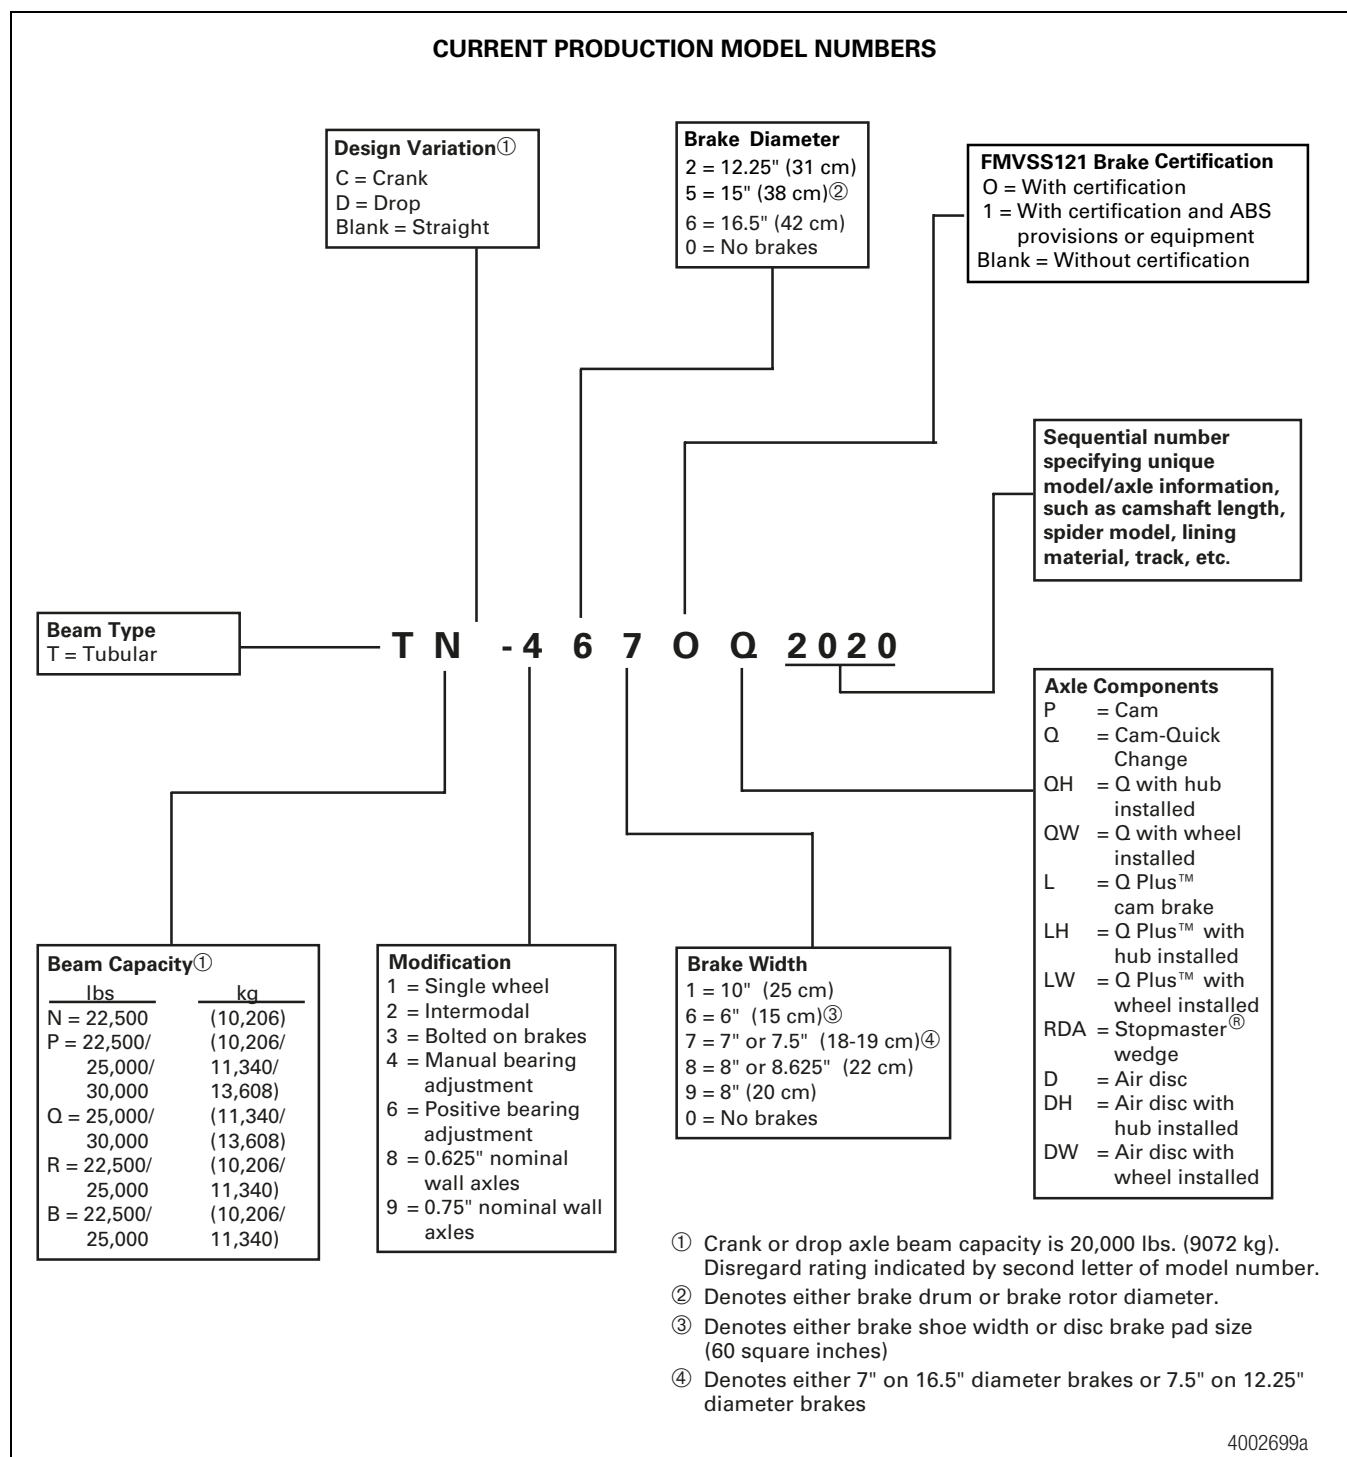 CURRENT PRODUCTION MODEL NUMBERS
Design Variation①
C = Crank
D = Drop
Blank = Straight
Brake Diameter
2 = 12.25" (31 cm)
5 = 15" (38 cm)②
6 = 16.5" (42 cm)
0 = No brakes
FMVSS121 Brake Certification
O = With certification
1 = With certification and ABS
provisions or equipment
Blank = Without certification
Sequential number
specifying unique
model/axle information,
such as camshaft length,
spider model, lining
material, track, etc.
Beam Type
T = Tubular
T N - 4 6 7 O Q 2 0 2 0
Axle Components
P = Cam
Q = Cam-Quick
Change
QH = Q with hub
installed
QW = Q with wheel
installed
L = Q Plus™
cam brake
LH = Q Plus™ with
hub installed
LW = Q Plus™ with
wheel installed
RDA = Stopmaster®
wedge
D = Air disc
DH = Air disc with
hub installed
DW = Air disc with
wheel installed
Beam Capacity①
lbs kg
N = 22,500 (10,206)
P = 22,500/ (10,206/
25,000/ 11,340/
30,000 13,608)
Q = 25,000/ (11,340/
30,000 (13,608)
R = 22,500/ (10,206/
25,000 11,340)
B = 22,500/ (10,206/
25,000 11,340)
Modification
1 = Single wheel
2 = Intermodal
3 = Bolted on brakes
4 = Manual bearing
adjustment
6 = Positive bearing
adjustment
8 = 0.625" nominal
wall axles
9 = 0.75" nominal wall
axles
Brake Width
1 = 10" (25 cm)
6 = 6" (15 cm)③
7 = 7" or 7.5" (18-19 cm)④
8 = 8" or 8.625" (22 cm)
9 = 8" (20 cm)
0 = No brakes
① Crank or drop axle beam capacity is 20,000 lbs. (9072 kg).
Disregard rating indicated by second letter of model number.
② Denotes either brake drum or brake rotor diameter.
③ Denotes either brake shoe width or disc brake pad size
(60 square inches)
④ Denotes either 7" on 16.5" diameter brakes or 7.5" on 12.25"
diameter brakes
4002699a